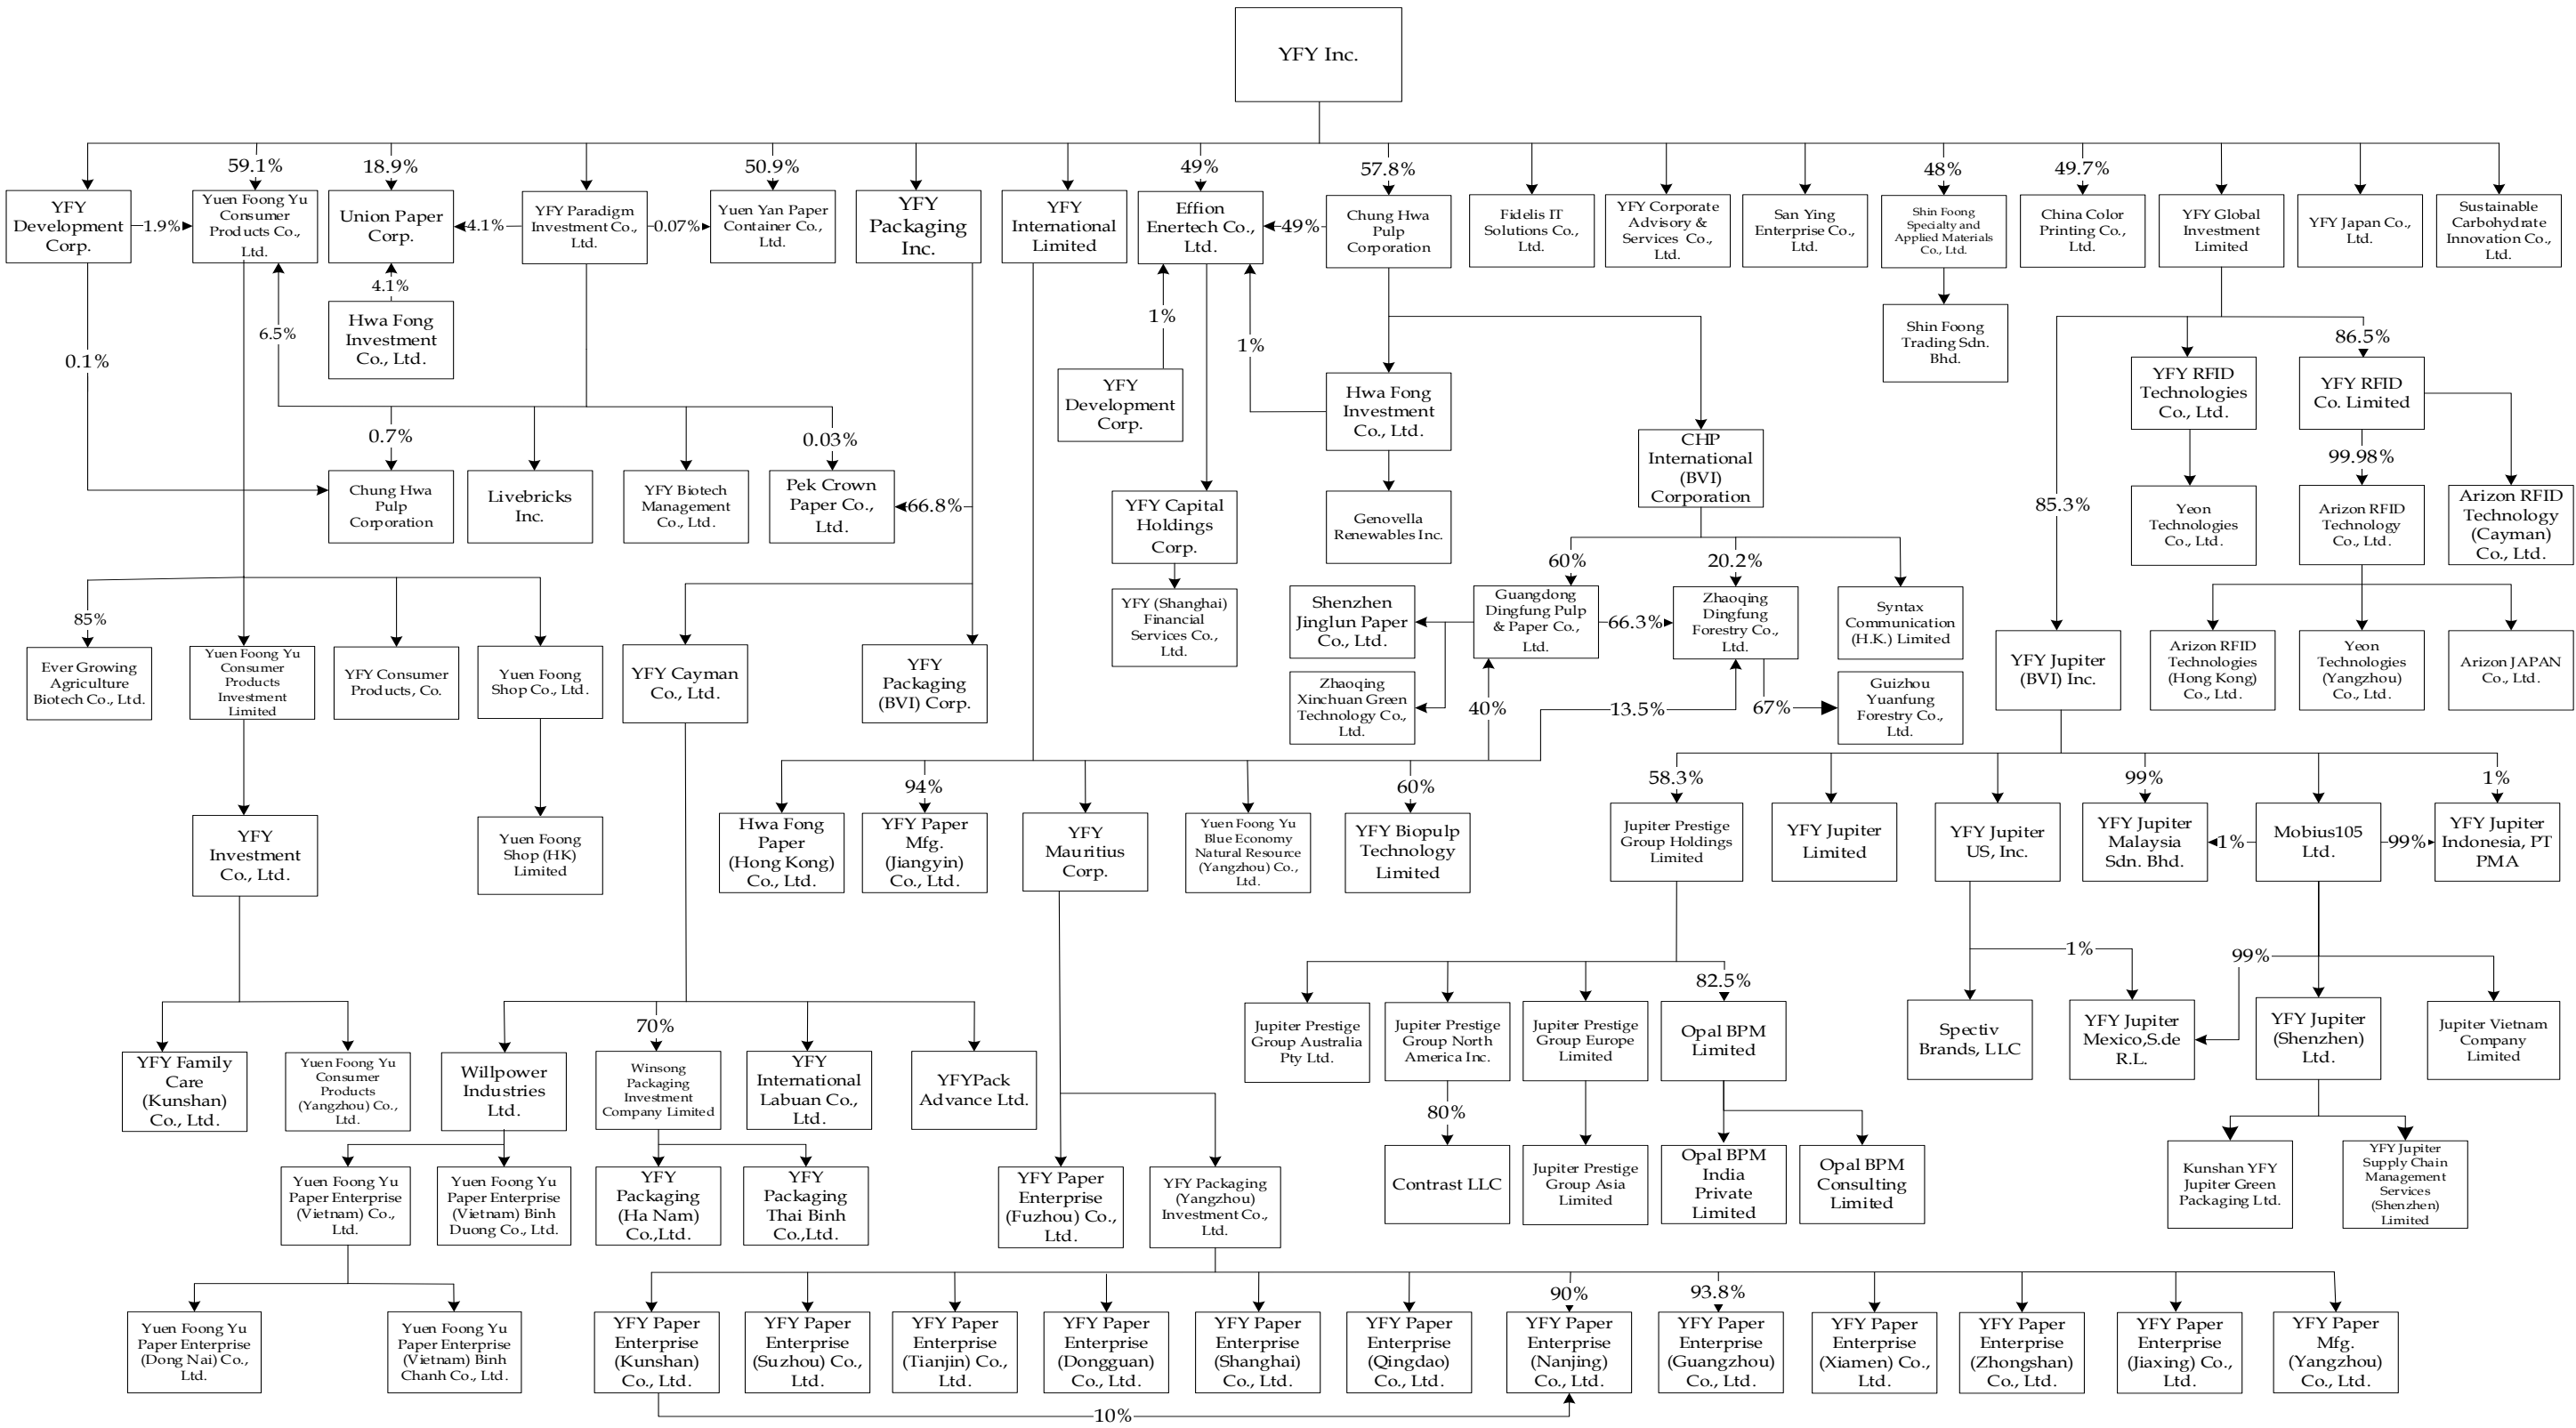 YFY Inc.
59.1%
18.9%
50.9%
49%
57.8%
48%
49.7%
YFY
Development
Corp.
1.9%
Yuen Foong Yu
Consumer
Products Co.,
Ltd.
Union Paper
Corp.
4.1%
YFY Paradigm
Investment Co.,
Ltd.
0.07%
Yuen Yan Paper
Container Co.,
Ltd.
YFY
Packaging
Inc.
YFY
International
Limited
Effion
Enertech Co.,
Ltd.
49%
Chung Hwa
Pulp
Corporation
Fidelis IT
Solutions Co.,
Ltd.
YFY Corporate
Advisory &
Services Co.,
Ltd.
San Ying
Enterprise Co.,
Ltd.
Shin Foong
Specialty and
Applied Materials
Co., Ltd.
China Color
Printing Co.,
Ltd.
YFY Global
Investment
Limited
YFY Japan Co.,
Ltd.
Sustainable
Carbohydrate
Innovation Co.,
Ltd.
4.1%
Hwa Fong
Investment
Co., Ltd.
6.5%
0.1%
1%
1%
YFY
Development
Corp.
Hwa Fong
Investment
Co., Ltd.
Shin Foong
Trading Sdn.
Bhd.
86.5%
YFY RFID
Technologies
Co., Ltd.
YFY RFID
Co. Limited
0.7%
0.03%
CHP
International
(BVI)
Corporation
99.98%
Chung Hwa
Pulp
Corporation
Livebricks
Inc.
YFY Biotech
Management
Co., Ltd.
Pek Crown
Paper Co.,
Ltd.
66.8%
YFY Capital
Holdings
Corp.
Genovella
Renewables Inc.
85.3%
Yeon
Technologies
Co., Ltd.
Arizon RFID
Technology
Co., Ltd.
Arizon RFID
Technology
(Cayman)
Co., Ltd.
60%
20.2%
85%
YFY (Shanghai)
Financial
Services Co.,
Ltd.
Shenzhen
Jinglun Paper
Co., Ltd.
Guangdong
Dingfung Pulp
& Paper Co.,
Ltd.
66.3%
Zhaoqing
Dingfung
Forestry Co.,
Ltd.
Syntax
Communication
(H.K.) Limited
Ever Growing
Agriculture
Biotech Co., Ltd.
Yuen Foong Yu
Consumer
Products
Investment
Limited
YFY Consumer
Products, Co.
Yuen Foong
Shop Co., Ltd.
YFY Cayman
Co., Ltd.
YFY
Packaging
(BVI) Corp.
Zhaoqing
Xinchuan Green
Technology Co.,
Ltd.
40%
13.5%
67%
Guizhou
Yuanfung
Forestry Co.,
Ltd.
YFY Jupiter
(BVI) Inc.
Arizon RFID
Technologies
(Hong Kong)
Co., Ltd.
Yeon
Technologies
(Yangzhou)
Co., Ltd.
Arizon JAPAN
Co., Ltd.
94%
60%
58.3%
99%
1%
YFY
Investment
Co., Ltd.
Yuen Foong
Shop (HK)
Limited
Hwa Fong
Paper
(Hong Kong)
Co., Ltd.
YFY Paper
Mfg.
(Jiangyin)
Co., Ltd.
YFY
Mauritius
Corp.
Yuen Foong Yu
Blue Economy
Natural Resource
(Yangzhou) Co.,
Ltd.
YFY Biopulp
Technology
Limited
Jupiter Prestige
Group Holdings
Limited
YFY Jupiter
Limited
YFY Jupiter
US, Inc.
YFY Jupiter
Malaysia
Sdn. Bhd.
1%
Mobius105
Ltd.
99%
YFY Jupiter
Indonesia, PT
PMA
1%
99%
82.5%
70%
YFY Family
Care
(Kunshan)
Co., Ltd.
Yuen Foong Yu
Consumer
Products
(Yangzhou) Co.,
Ltd.
Willpower
Industries
Ltd.
Winsong
Packaging
Investment
Company Limited
YFY
International
Labuan Co.,
Ltd.
YFYPack
Advance Ltd.
Jupiter Prestige
Group Australia
Pty Ltd.
Jupiter Prestige
Group North
America Inc.
Jupiter Prestige
Group Europe
Limited
Opal BPM
Limited
Spectiv
Brands, LLC
YFY Jupiter
Mexico,S.de
R.L.
YFY Jupiter
(Shenzhen)
Ltd.
Jupiter Vietnam
Company
Limited
80%
Yuen Foong Yu
Paper Enterprise
(Vietnam) Co.,
Ltd.
Yuen Foong Yu
Paper Enterprise
(Vietnam) Binh
Duong Co., Ltd.
YFY
Packaging
(Ha Nam)
Co.,Ltd.
YFY
Packaging
Thai Binh
Co.,Ltd.
YFY Paper
Enterprise
(Fuzhou) Co.,
Ltd.
YFY Packaging
(Yangzhou)
Investment Co.,
Ltd.
Contrast LLC
Jupiter Prestige
Group Asia
Limited
Opal BPM
India
Private
Limited
Opal BPM
Consulting
Limited
Kunshan YFY
Jupiter Green
Packaging Ltd.
YFY Jupiter
Supply Chain
Management
Services
(Shenzhen)
Limited
90%
93.8%
Yuen Foong Yu
Paper Enterprise
(Dong Nai) Co.,
Ltd.
Yuen Foong Yu
Paper Enterprise
(Vietnam) Binh
Chanh Co., Ltd.
YFY Paper
Enterprise
(Kunshan)
Co., Ltd.
YFY Paper
Enterprise
(Suzhou) Co.,
Ltd.
YFY Paper
Enterprise
(Tianjin) Co.,
Ltd.
YFY Paper
Enterprise
(Dongguan)
Co., Ltd.
YFY Paper
Enterprise
(Shanghai)
Co., Ltd.
YFY Paper
Enterprise
(Qingdao)
Co., Ltd.
YFY Paper
Enterprise
(Nanjing)
Co., Ltd.
YFY Paper
Enterprise
(Guangzhou)
Co., Ltd.
YFY Paper
Enterprise
(Xiamen) Co.,
Ltd.
YFY Paper
Enterprise
(Zhongshan)
Co., Ltd.
YFY Paper
Enterprise
(Jiaxing) Co.,
Ltd.
YFY Paper
Mfg.
(Yangzhou)
Co., Ltd.
10%